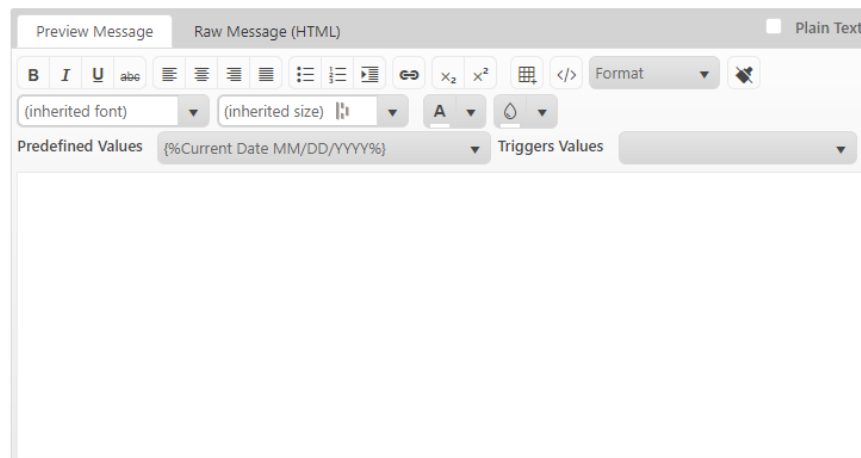 Preview Message Raw Message (HTML) Plain Text
B I U abc x₂ x² </> Format
(inherited font) (inherited size) A
Predefined Values {%Current Date MM/DD/YYYY%} Triggers Values